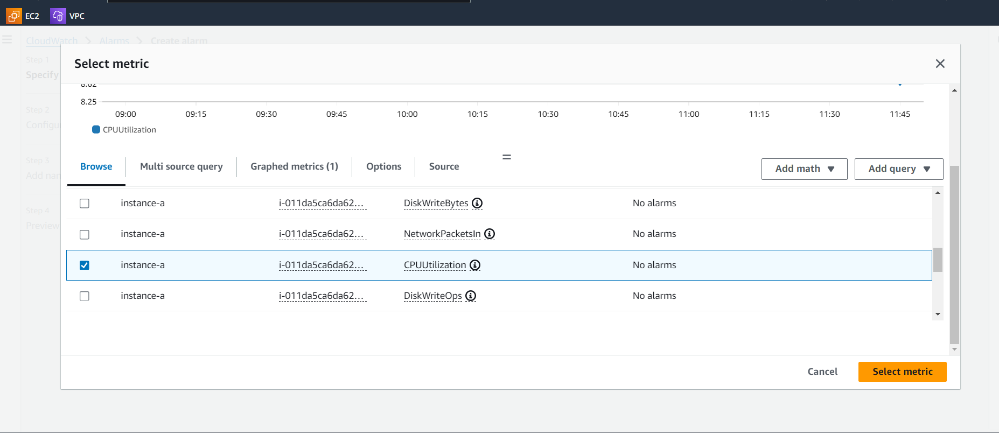 EC2 VPC
CloudWatch Alarms Create alarm
Step 1
Specify
Step 2
Step 3
Step 4
Preview
Select metric
8.62
8.25
09:00 09:15 09:30 09:45 10:00 10:15 10:30 10:45 11:00 11:15 11:30 11:45
CPUUtilization
Browse Multi source query Graphed metrics (1) Options Source Add math Add query
instance-a i-011da5ca6da62... DiskWriteBytes No alarms
instance-a i-011da5ca6da62... NetworkPacketsIn No alarms
instance-a i-011da5ca6da62... CPUUtilization No alarms
instance-a i-011da5ca6da62... DiskWriteOps No alarms
Cancel Select metric